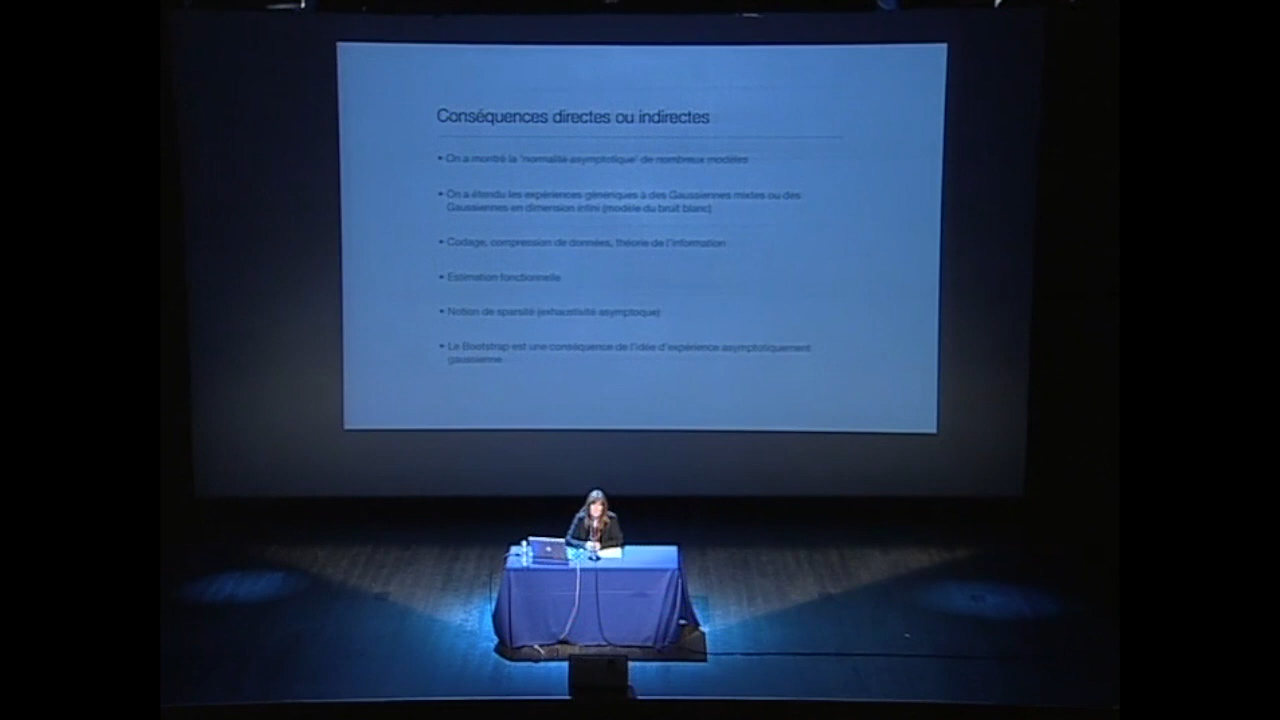 Conséquences directes ou indirectes
• On a montré la 'normalité asymptotique' de nombreux modèles
• On a étendu les expériences génériques à des Gaussiennes mixtes ou des
Gaussiennes en dimension infini (modèle du bruit blanc)
• Codage, compression de données, théorie de l'information
• Estimation fonctionnelle
• Notion de sparsité (exhaustivité asymptoique)
• Le Bootstrap est une conséquence de l'idée d'expérience asymptotiquement
gaussienne